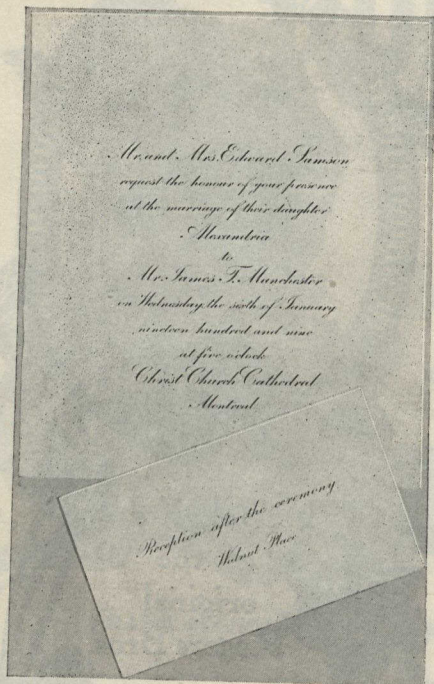 Mr. and Mrs. Edward Samson
request the honour of your presence
at the marriage of their daughter
Alexandria
to
Mr. James T. Manchester
on Wednesday, the sixth of January
nineteen hundred and nine
at five o'clock
Christ Church Cathedral
Montreal
Reception after the ceremony
Walnut Place